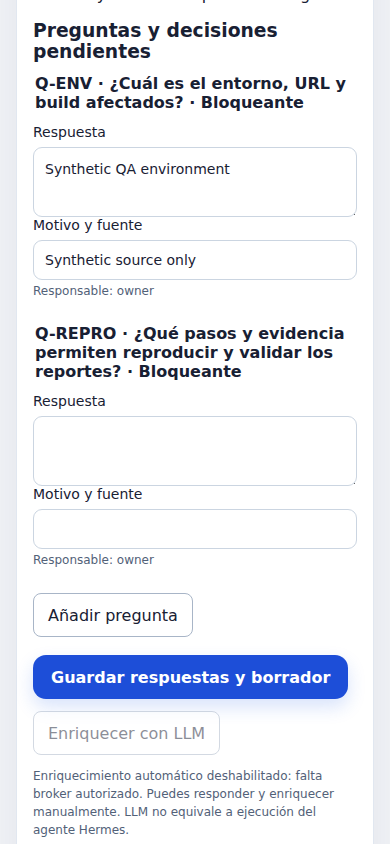 Preguntas y decisiones
pendientes
Q-ENV · ¿Cuál es el entorno, URL y
build afectados? · Bloqueante
Respuesta
Synthetic QA environment
Motivo y fuente
Synthetic source only
Responsable: owner
Q-REPRO · ¿Qué pasos y evidencia
permiten reproducir y validar los
reportes? · Bloqueante
Respuesta
Motivo y fuente
Responsable: owner
Añadir pregunta
Guardar respuestas y borrador
Enriquecer con LLM
Enriquecimiento automático deshabilitado: falta
broker autorizado. Puedes responder y enriquecer
manualmente. LLM no equivale a ejecución del
agente Hermes.